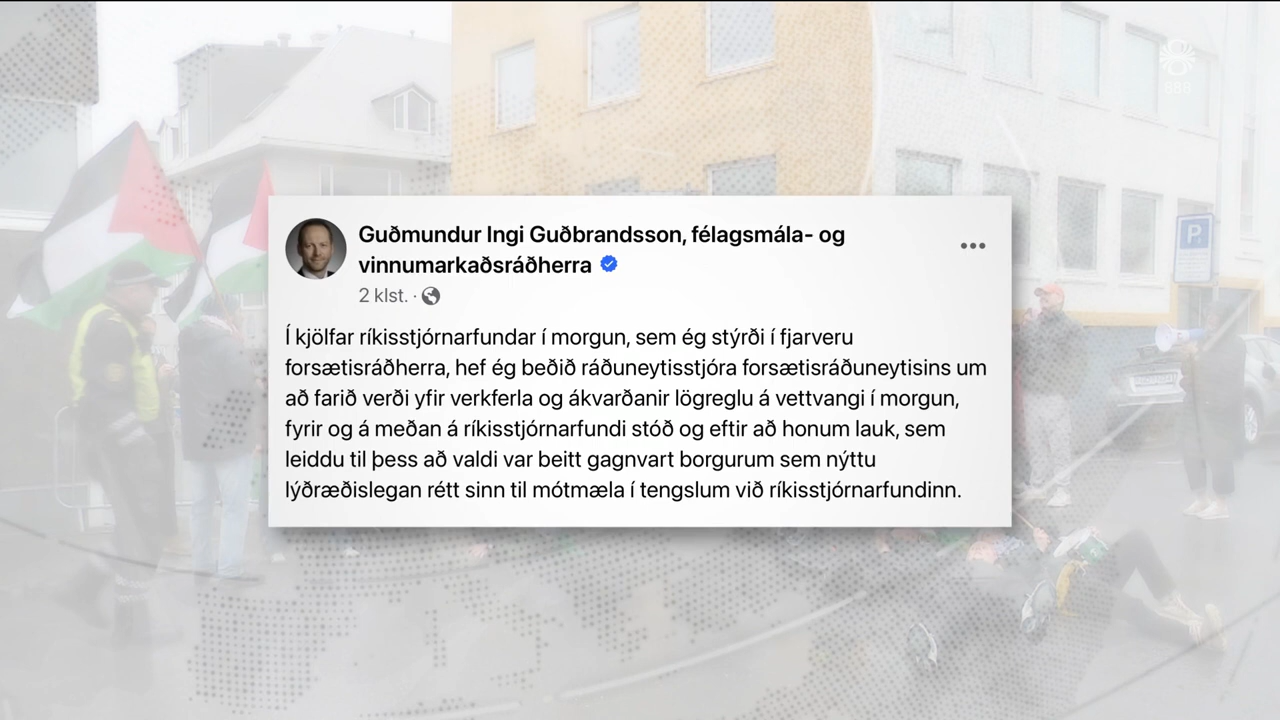 Guðmundur Ingi Guðbrandsson, félagsmála- og
vinnumarkaðsráðherra
2 klst. ·
Í kjölfar ríkisstjórnarfundar í morgun, sem ég stýrði í fjarveru
forsætisráðherra, hef ég beðið ráðuneytisstjóra forsætisráðuneytisins um
að farið verði yfir verkferla og ákvarðanir lögreglu á vettvangi í morgun,
fyrir og á meðan á ríkisstjórnarfundi stóð og eftir að honum lauk, sem
leiddu til þess að valdi var beitt gagnvart borgurum sem nýttu
lýðræðislegan rétt sinn til mótmæla í tengslum við ríkisstjórnarfundinn.
P